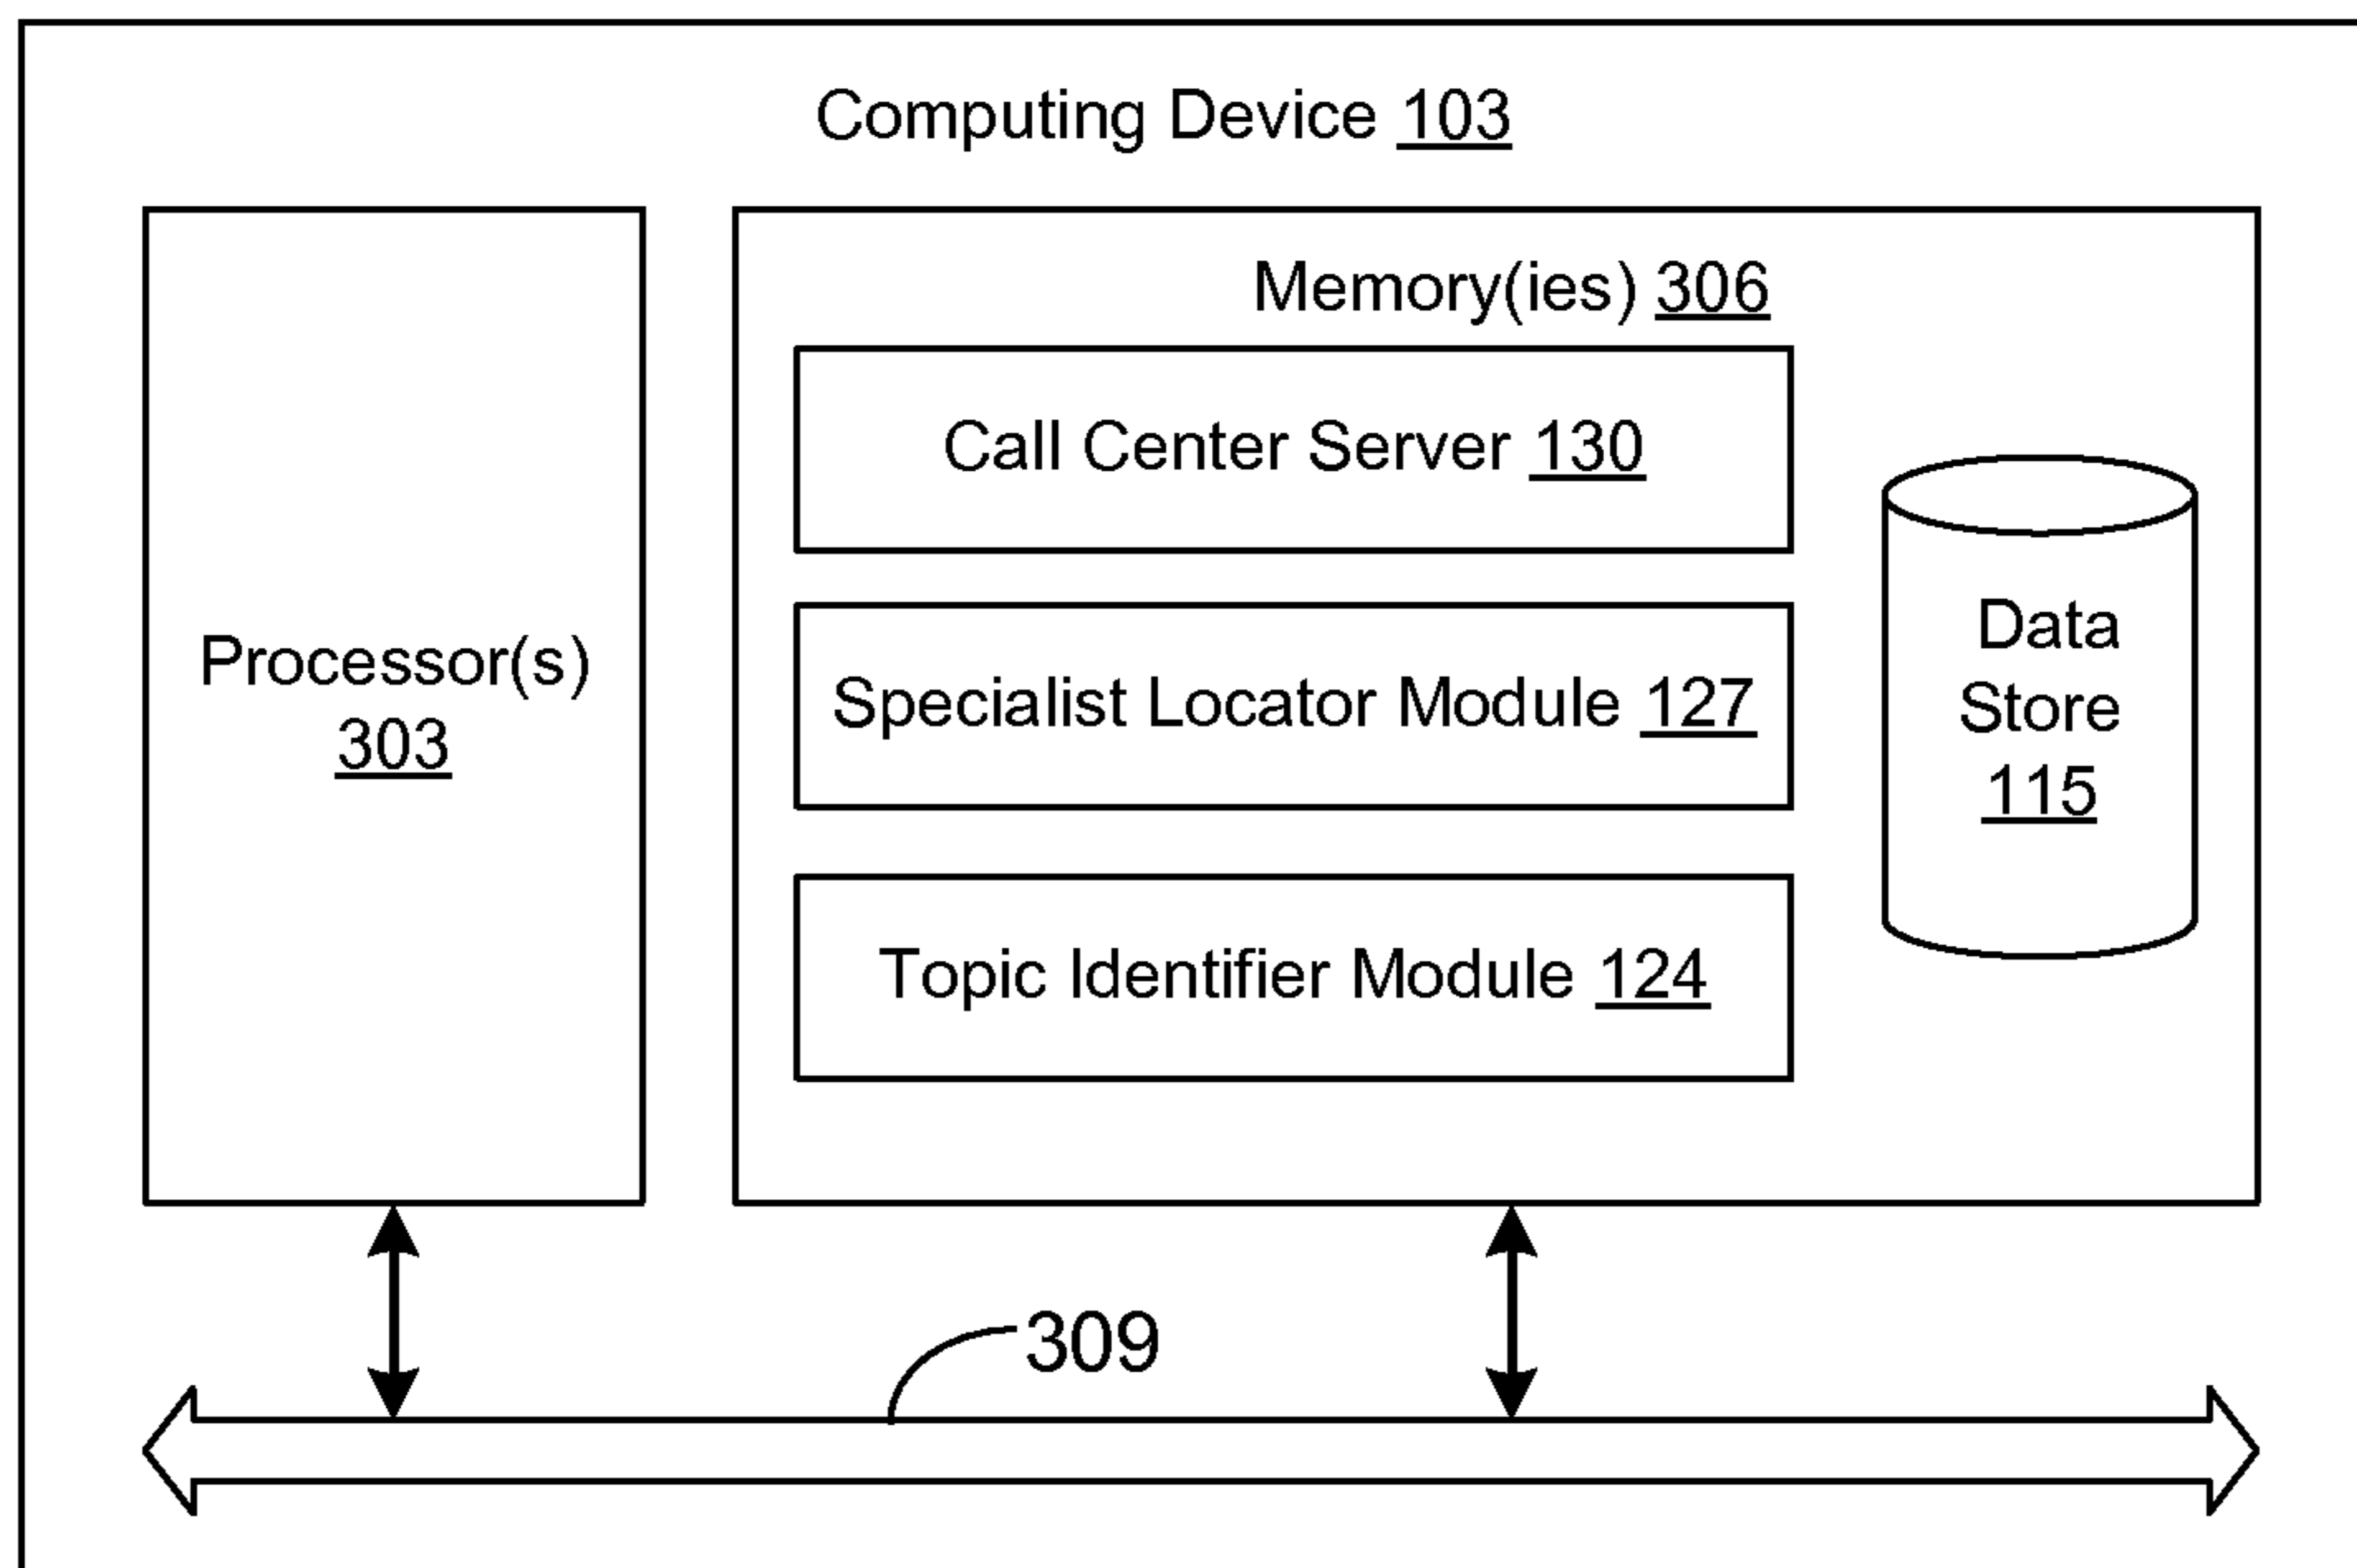 Computing Device 103
Processor(s)
303
Memory(ies) 306
Call Center Server 130
Specialist Locator Module 127
Topic Identifier Module 124
Data
Store
115
309